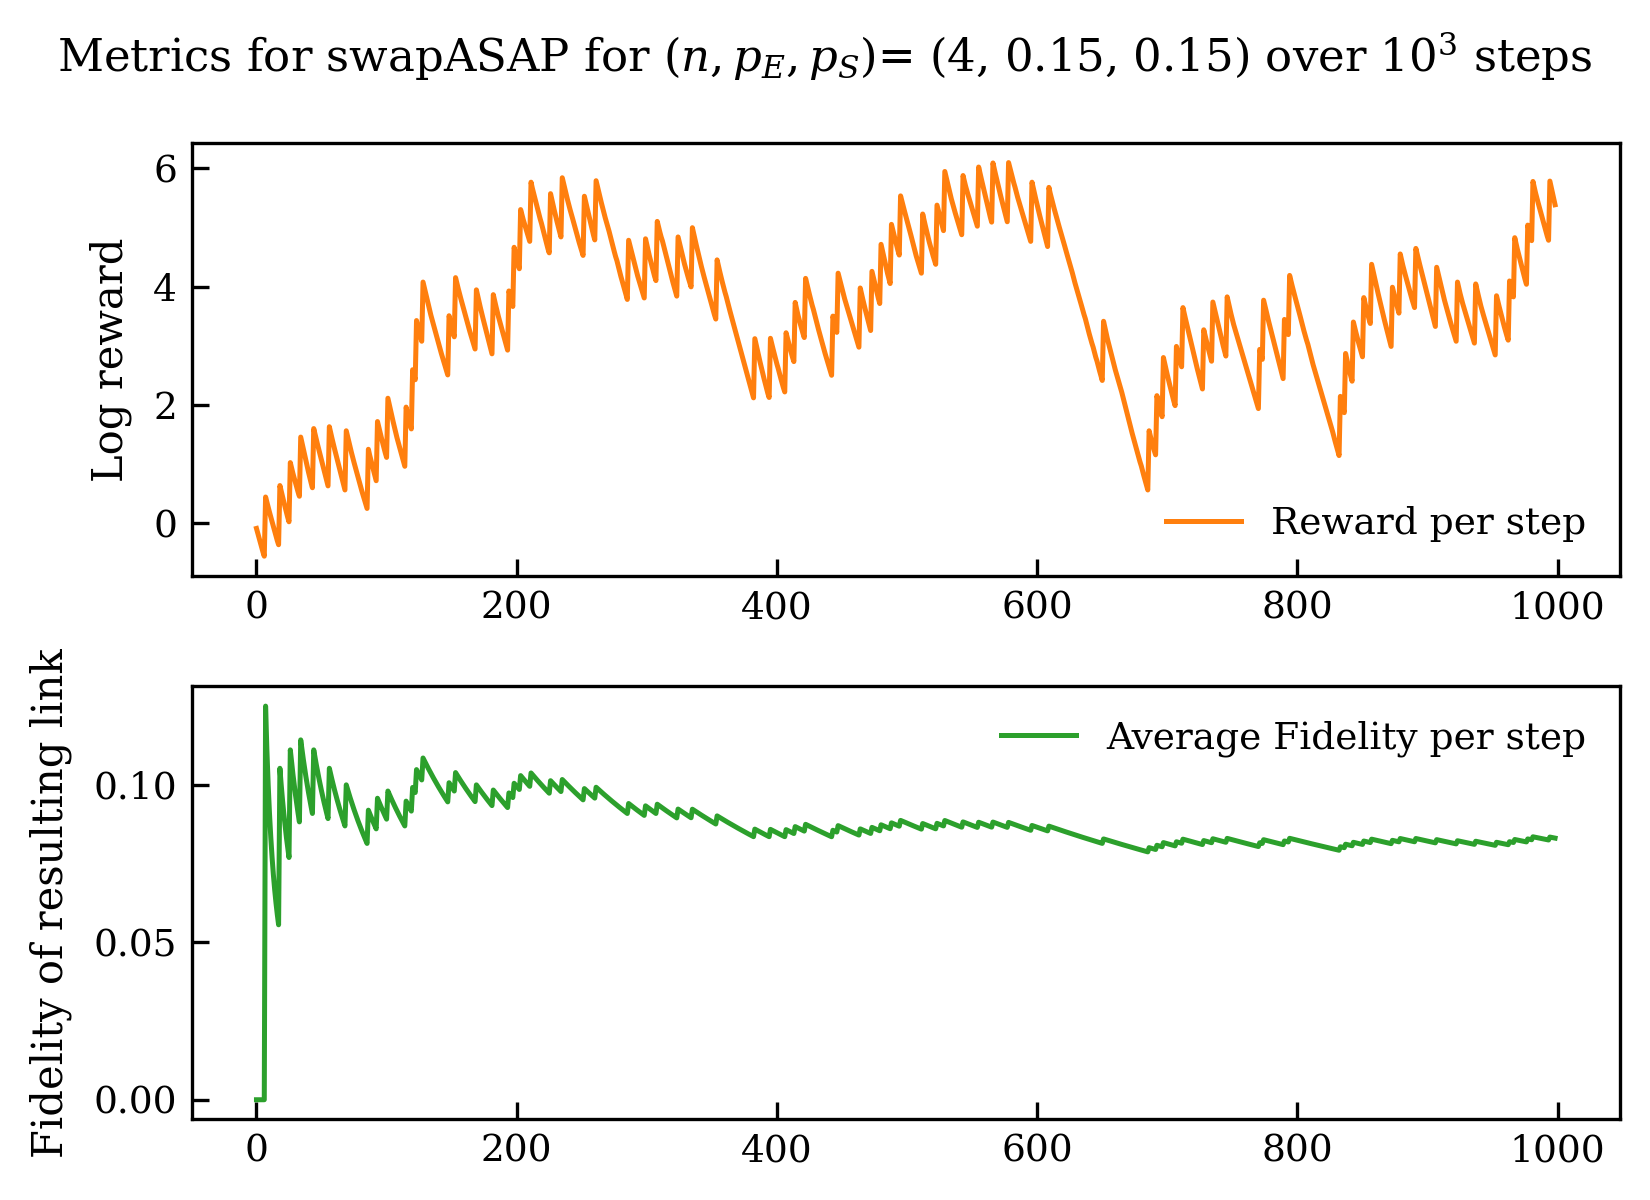 Metrics for swapASAP for (n, p_E, p_S)= (4, 0.15, 0.15) over 10³ steps
6
4
2
0
Log reward
Reward per step
0 200 400 600 800 1000
0.10
0.05
0.00
Fidelity of resulting link
Average Fidelity per step
0 200 400 600 800 1000